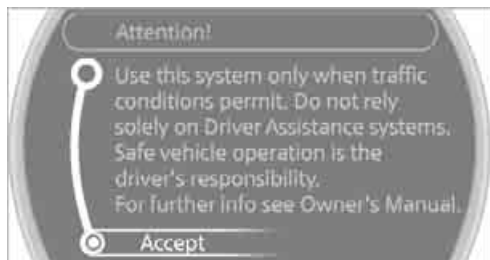 Attention!
Use this system only when traffic
conditions permit. Do not rely
solely on Driver Assistance systems.
Safe vehicle operation is the
driver's responsibility.
For further info see Owner's Manual.
Accept